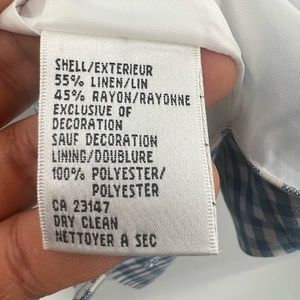 SHELL/EXTERIEUR
55% LINEN/LIN
45% RAYON/RAYONNE
EXCLUSIVE OF
DECORATION
SAUF DECORATION
LINING/DOUBLURE
100% POLYESTER/
POLYESTER
CA 23147
DRY CLEAN
NETTOYER A SEC